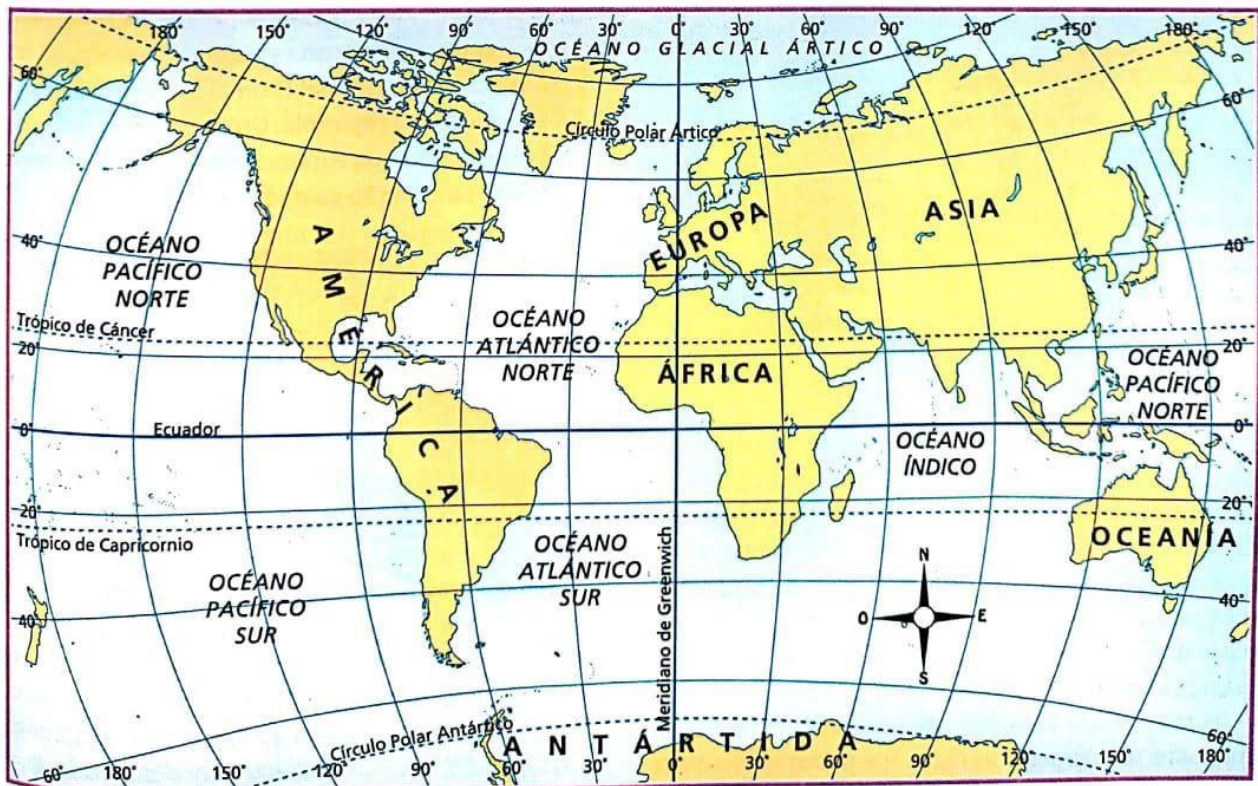 180° 150° 120° 90° 60° 30° 0° 30° 60° 90° 120° 150° 180°
OCÉANO GLACIAL ÁRTICO
60° 60°
Círculo Polar Artico
ASIA
EUROPA
AMERICA
40° 40°
OCÉANO
PACÍFICO
NORTE
Trópico de Cáncer
OCÉANO
ATLÁNTICO
NORTE
20° 20°
ÁFRICA
OCÉANO
PACÍFICO
NORTE
Ecuador
0° 0°
OCÉANO
ÍNDICO
20° 20°
Trópico de Capricornio
OCEANÍA
OCÉANO
ATLÁNTICO
SUR
OCÉANO
PACÍFICO
SUR
N
O E
S
40° 40°
Meridiano de Greenwich
Círculo Polar Antártico
ANTÁRTIDA
60° 60°
180° 150° 120° 90° 60° 30° 0° 30° 60° 90° 120° 150° 180°